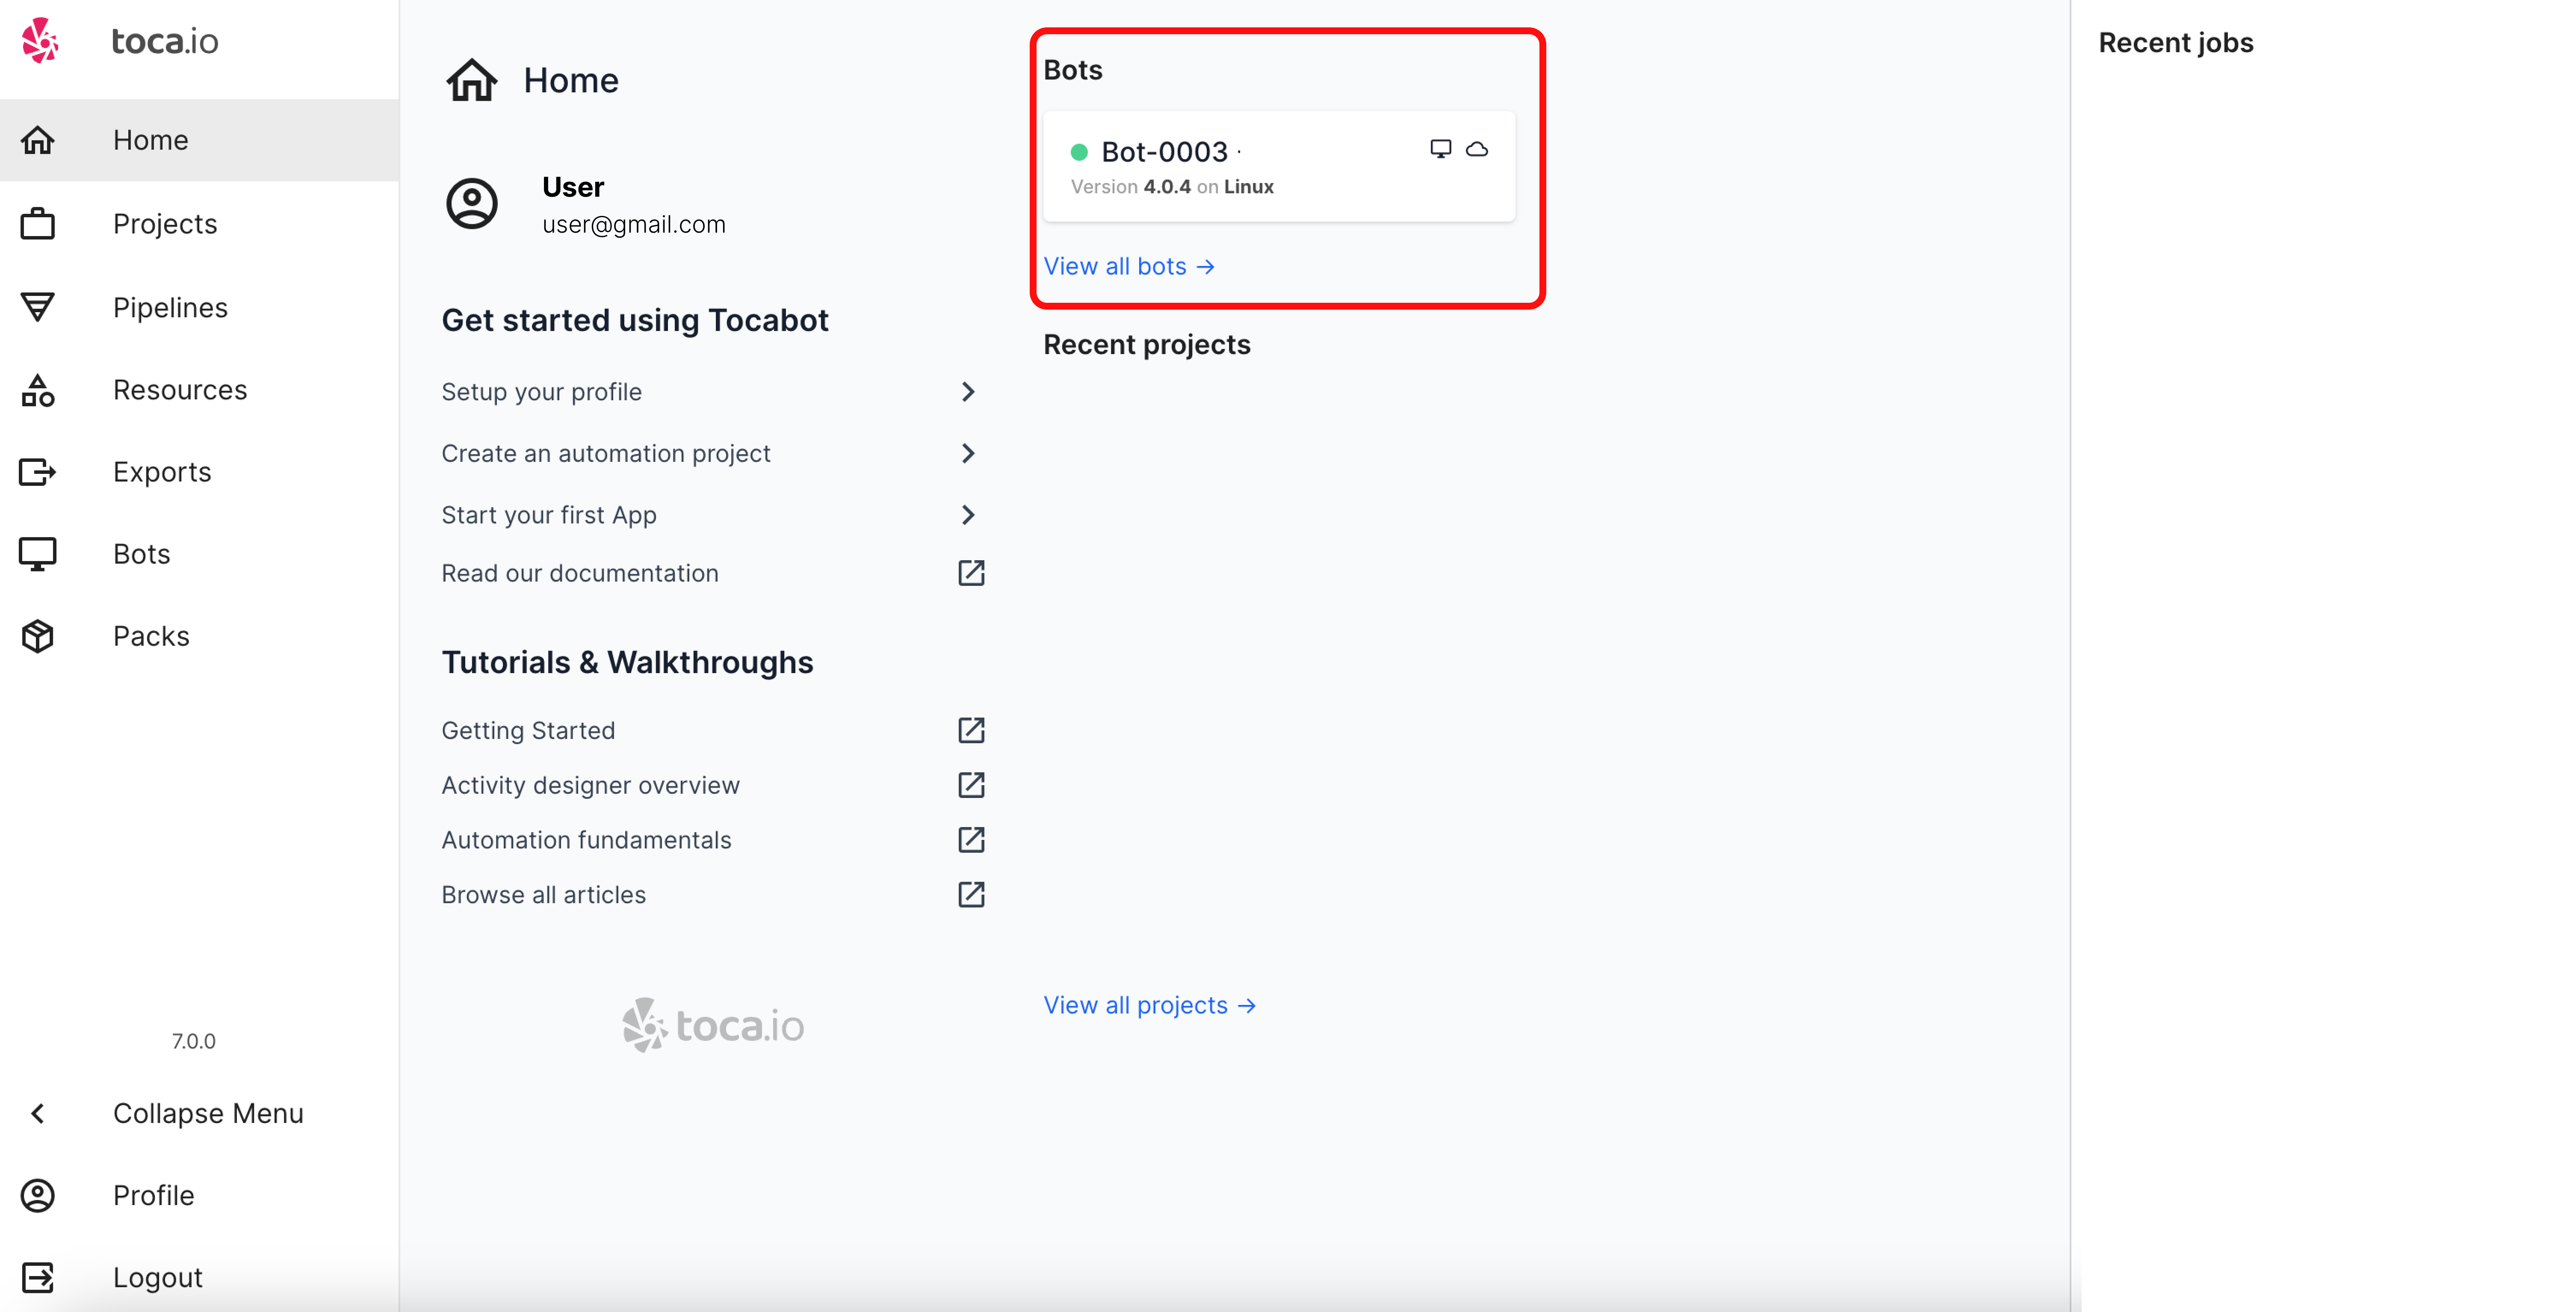 toca.io
Home
Projects
Pipelines
Resources
Exports
Bots
Packs
7.0.0
Collapse Menu
Profile
Logout
Home
User
user@gmail.com
Get started using Tocabot
Setup your profile
Create an automation project
Start your first App
Read our documentation
Tutorials & Walkthroughs
Getting Started
Activity designer overview
Automation fundamentals
Browse all articles
toca.io
Bots
Bot-0003 ·
Version 4.0.4 on Linux
View all bots →
Recent projects
View all projects →
Recent jobs